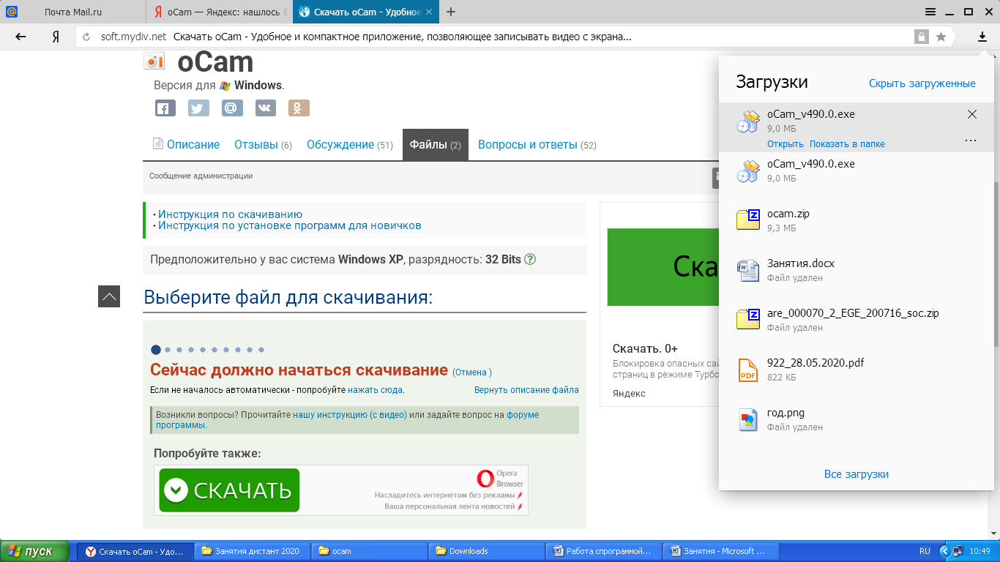 Почта Mail.ru
oCam — Яндекс: нашлось 8
Скачать oCam - Удобное
soft.mydiv.net Скачать oCam - Удобное и компактное приложение, позволяющее записывать видео с экрана...
oCam
Версия для Windows.
Описание Отзывы (6) Обсуждение (51) Файлы (2) Вопросы и ответы (52)
Сообщение администрации
· Инструкция по скачиванию
· Инструкция по установке программ для новичков
Предположительно у вас система Windows XP, разрядность: 32 Bits
Выберите файл для скачивания:
Сейчас должно начаться скачивание (Отмена )
Если не началось автоматически - попробуйте нажать сюда. Вернуть описание файла
Возникли вопросы? Прочитайте нашу инструкцию (с видео) или задайте вопрос на форуме
программы.
Попробуйте также:
СКАЧАТЬ
Opera
Browser
Насладитесь интернетом без рекламы
Ваша персональная лента новостей
Ска
Скачать. 0+
Блокировка опасных сай
страниц в режиме Турбо
Яндекс
Загрузки Скрыть загруженные
oCam_v490.0.exe
9,0 МБ
Открыть Показать в папке
oCam_v490.0.exe
9,0 МБ
ocam.zip
9,3 МБ
Занятия.docx
Файл удален
are_000070_2_EGE_200716_soc.zip
Файл удален
PDF
922_28.05.2020.pdf
822 КБ
год.png
Файл удален
Все загрузки
пуск
Скачать oCam - Удо...
Занятия дистант 2020
ocam
Downloads
Работа спрограммой...
Занятия - Microsoft ...
RU
10:49